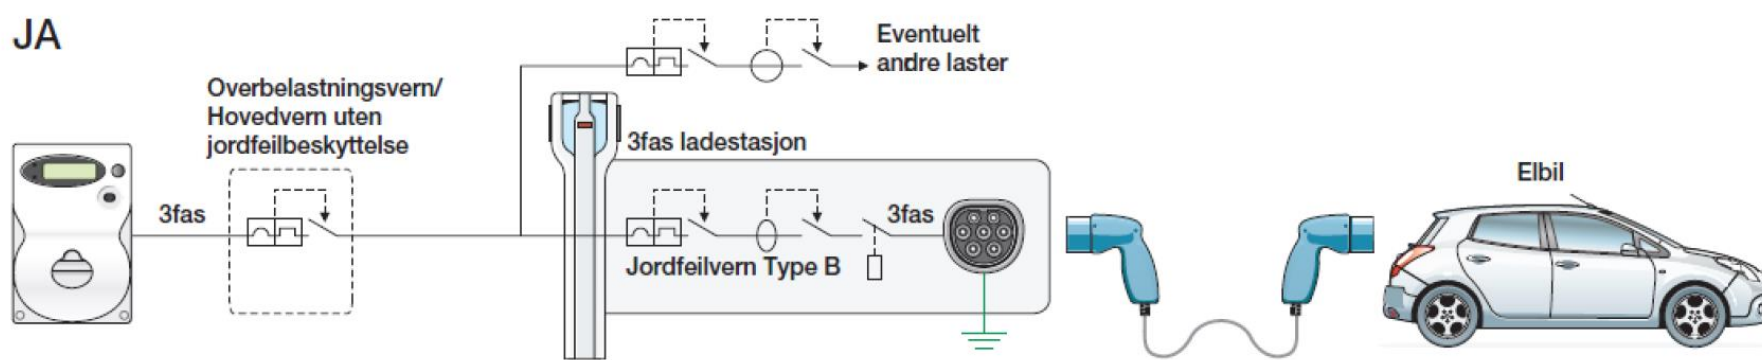 JA
Overbelastningsvern/
Hovedvern uten
jordfeilbeskyttelse
3fas
Eventuelt
andre laster
3fas ladestasjon
3fas
Jordfeilvern Type B
Elbil